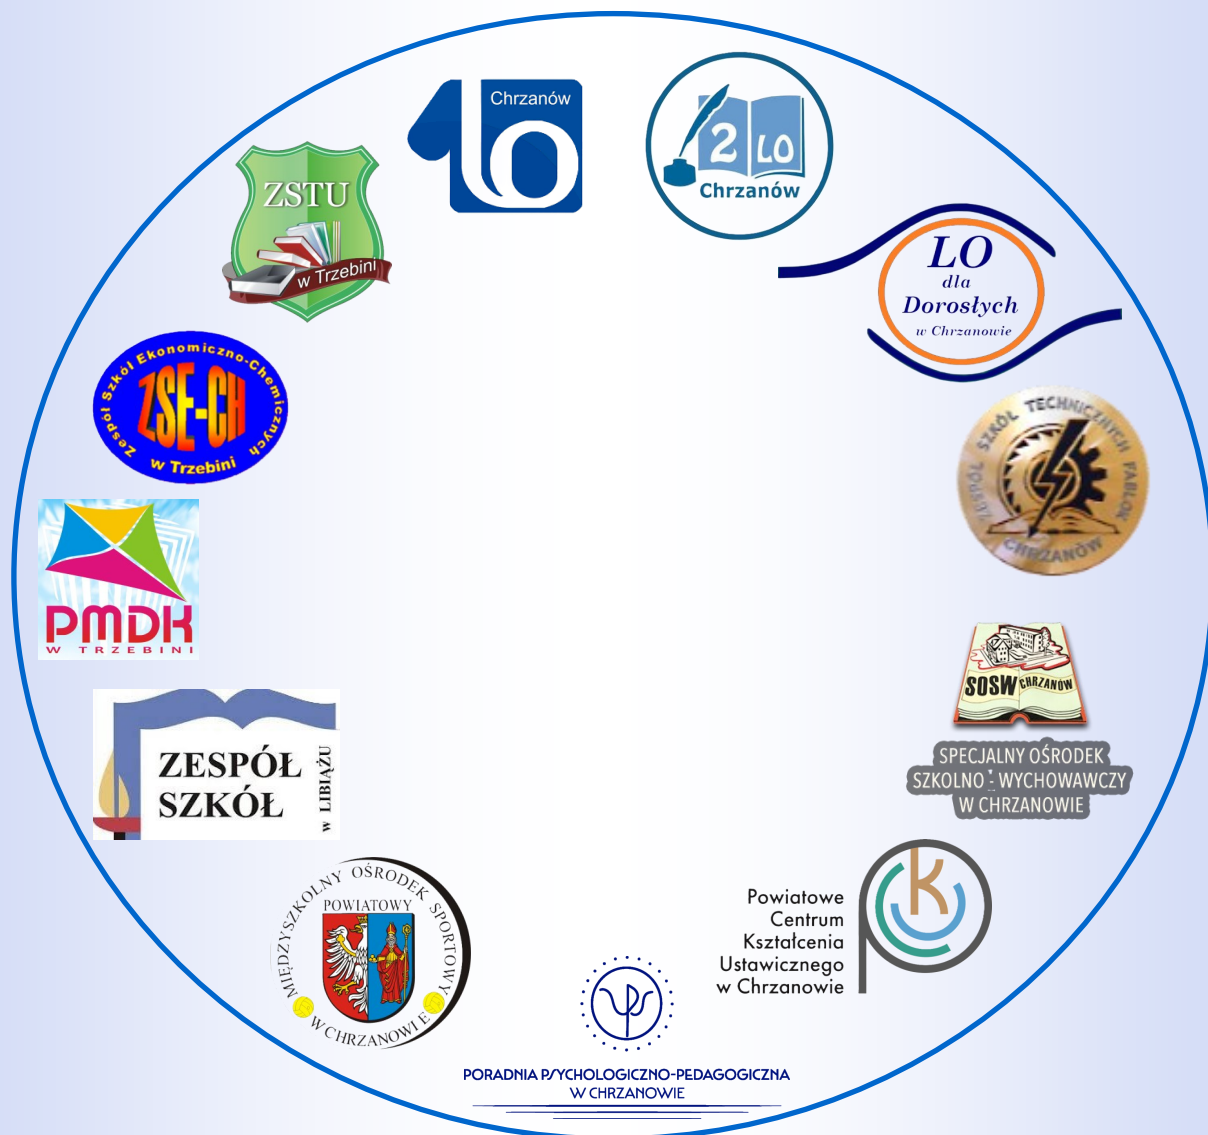 Chrzanów
1LO
2 LO
Chrzanów
ZSTU
w Trzebini
LO
dla
Dorosłych
w Chrzanowie
Zespół Szkół Ekonomiczno-Chemicznych
ZSE-CH
w Trzebini
ZESPÓŁ SZKÓŁ TECHNICZNYCH FABLOK
CHRZANÓW
PMDK
W TRZEBINI
SOSW CHRZANÓW
SPECJALNY OŚRODEK
SZKOLNO - WYCHOWAWCZY
W CHRZANOWIE
ZESPÓŁ
SZKÓŁ
w LIBIĄŻU
MIĘDZYSZKOLNY OŚRODEK SPORTOWY
POWIATOWY
W CHRZANOWIE
Powiatowe
Centrum
Kształcenia
Ustawicznego
w Chrzanowie
PORADNIA PSYCHOLOGICZNO-PEDAGOGICZNA
W CHRZANOWIE